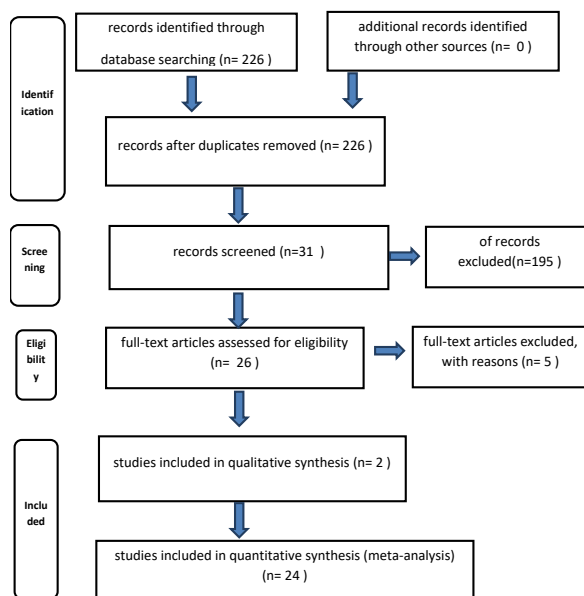 records identified through
database searching (n= 226)
additional records identified
through other sources (n=  0)
Identif
ication
records after duplicates removed (n=226 )
Scree
ning
records screened (n=31  )
of records
excluded(n=195)
Eligi
bilit
y
full-text articles assessed for eligibility
(n=  26)
full-text articles excluded,
with reasons (n= 5 )
studies included in qualitative synthesis (n= 2 )
Inclu
ded
studies included in quantitative synthesis (meta-analysis)
(n= 24 )